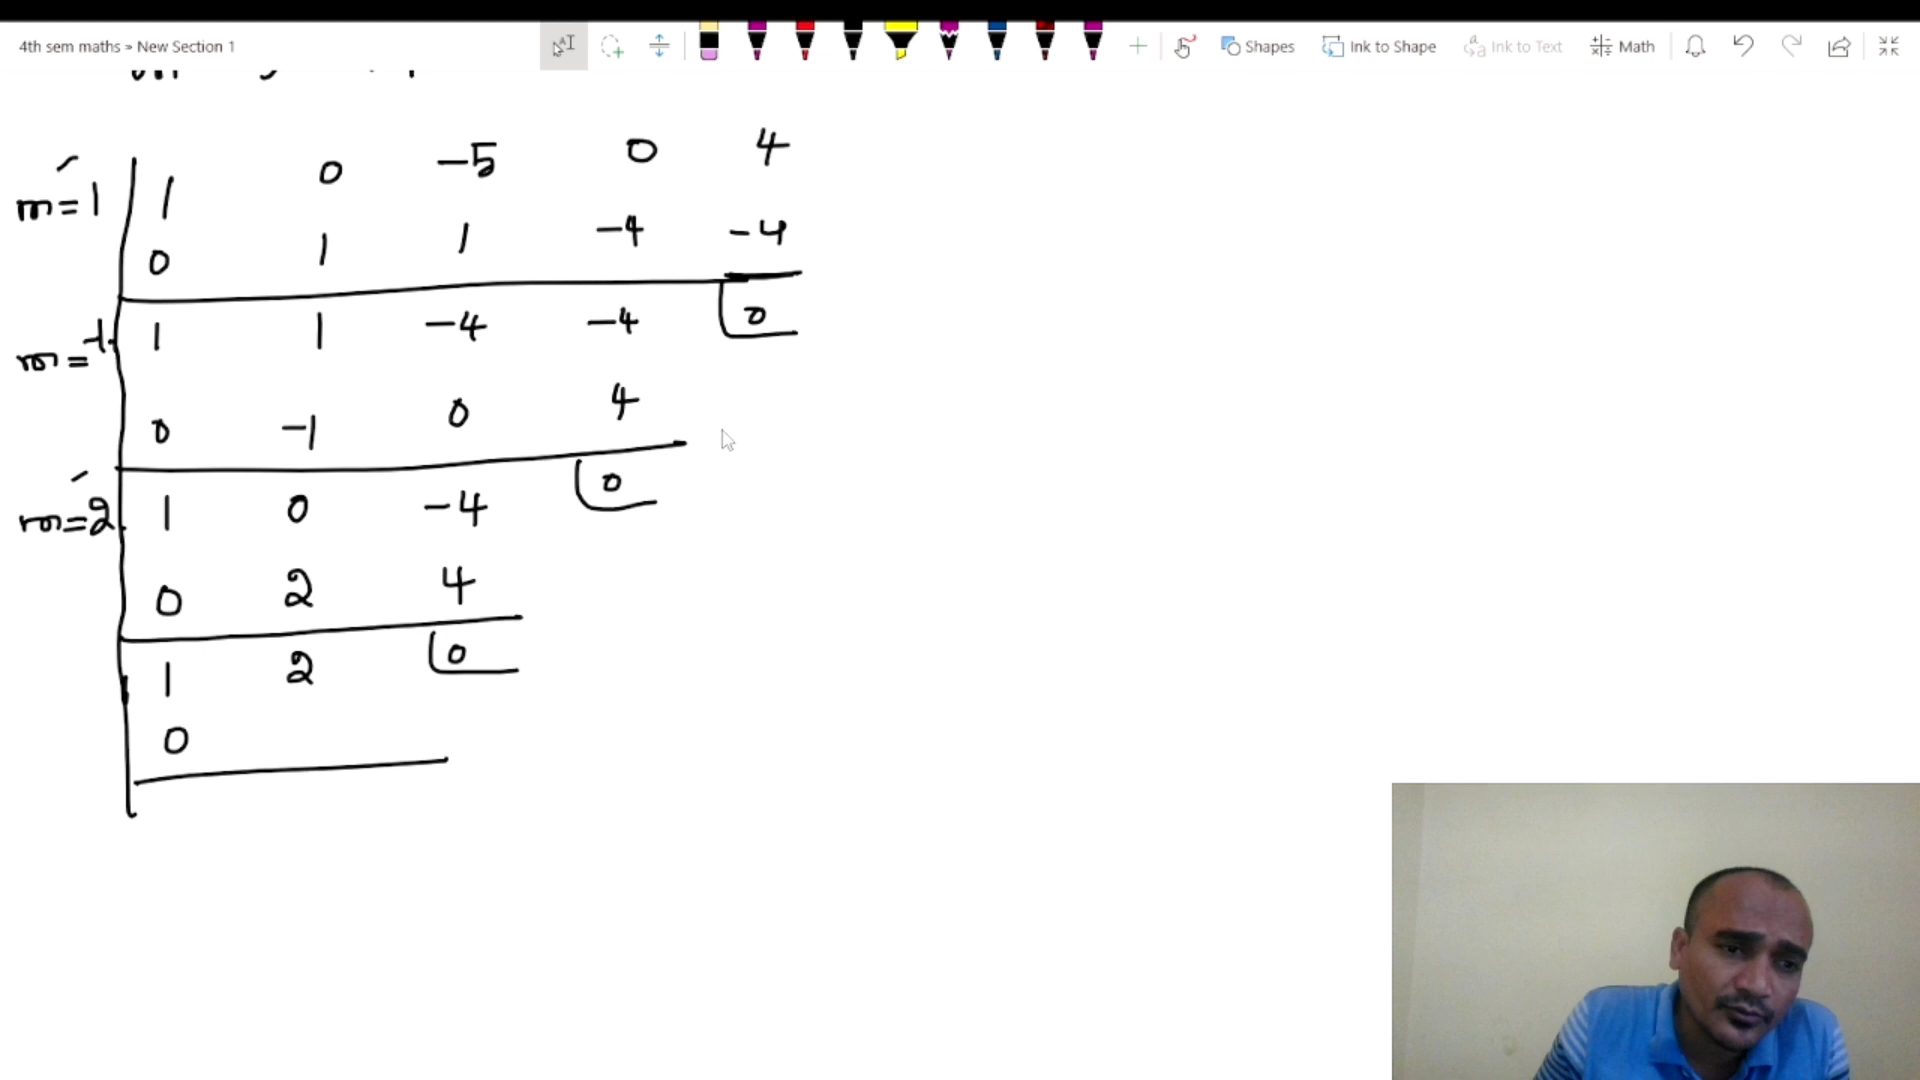 4th sem maths » New Section 1
Shapes Ink to Shape Ink to Text Math
m=1 1 0 -5 0 4
0 1 1 -4 -4
m=-1 1 1 -4 -4 0
0 -1 0 4
m=2 1 0 -4 0
0 2 4
1 2 0
0